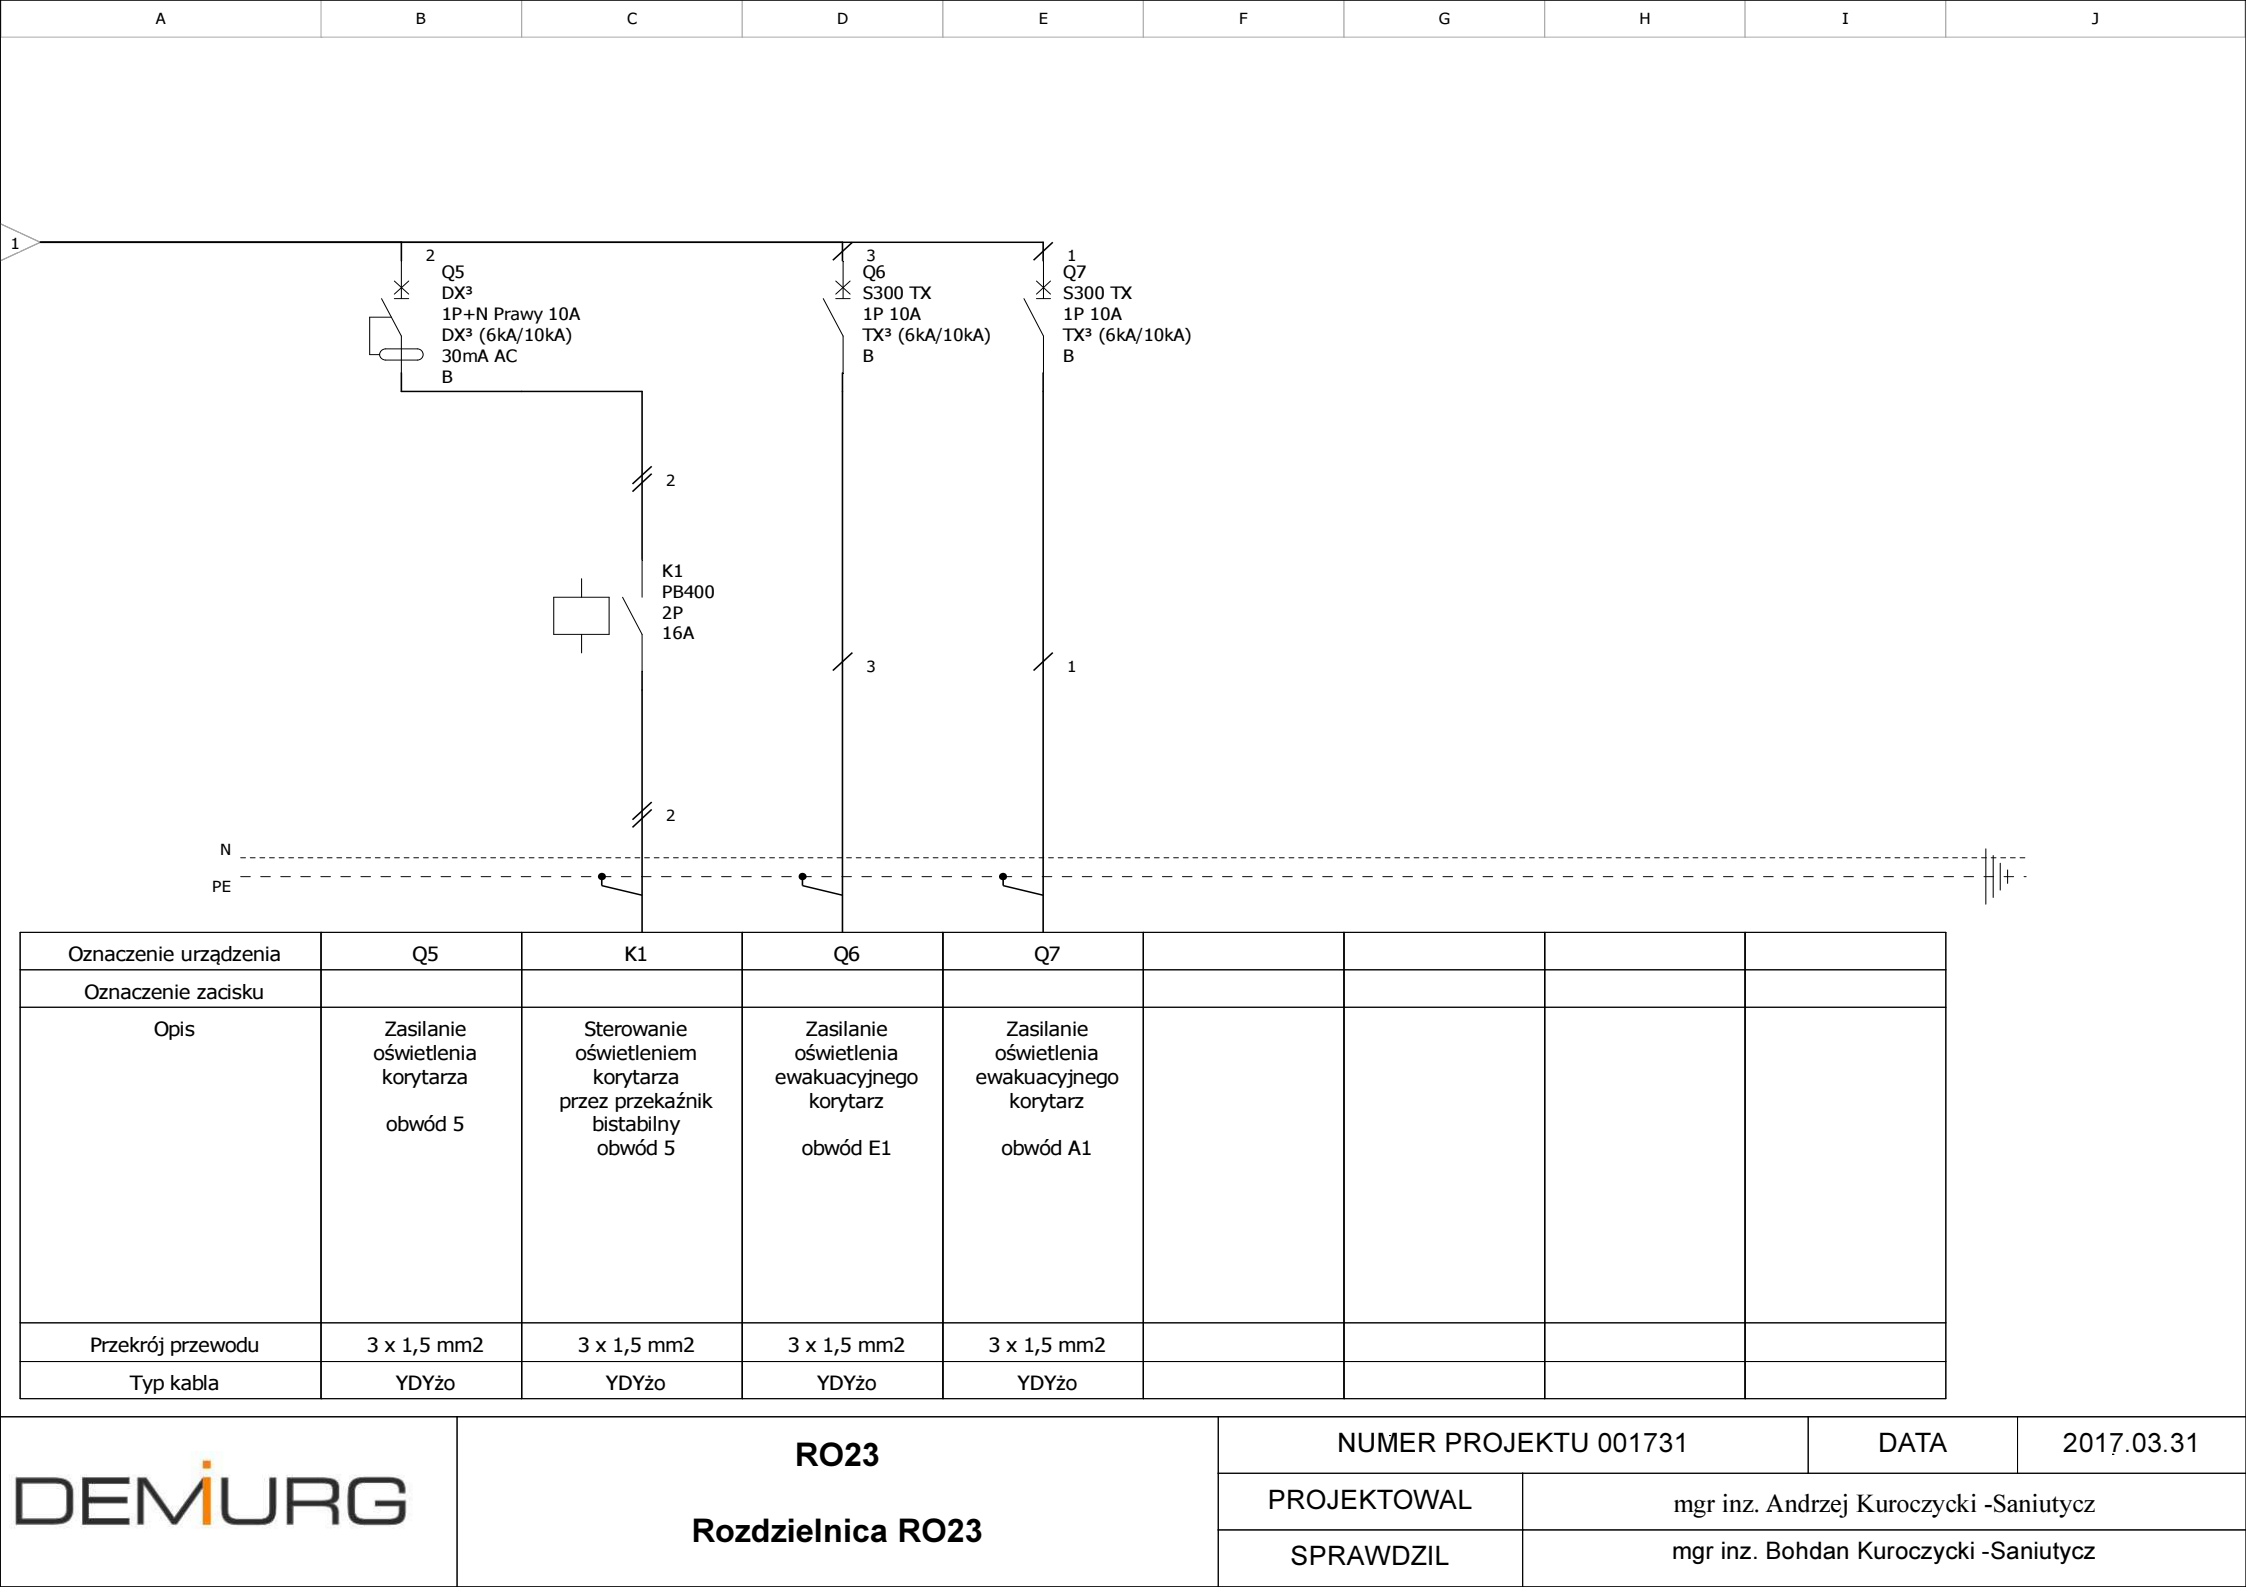 A B C D E F G H I J
1
2
Q5
DX³
1P+N Prawy 10A
DX³ (6kA/10kA)
30mA AC
B
3
Q6
S300 TX
1P 10A
TX³ (6kA/10kA)
B
1
Q7
S300 TX
1P 10A
TX³ (6kA/10kA)
B
2
K1
PB400
2P
16A
3
1
2
N
PE
Oznaczenie urządzenia Q5 K1 Q6 Q7
Oznaczenie zacisku
Opis
Zasilanie
oświetlenia
korytarza
obwód 5
Sterowanie
oświetleniem
korytarza
przez przekaźnik
bistabilny
obwód 5
Zasilanie
oświetlenia
ewakuacyjnego
korytarz
obwód E1
Zasilanie
oświetlenia
ewakuacyjnego
korytarz
obwód A1
Przekrój przewodu 3 x 1,5 mm2 3 x 1,5 mm2 3 x 1,5 mm2 3 x 1,5 mm2
Typ kabla YDYżo YDYżo YDYżo YDYżo
DEMiURG
RO23
Rozdzielnica RO23
NUMER PROJEKTU 001731 DATA 2017.03.31
PROJEKTOWAL mgr inz. Andrzej Kuroczycki -Saniutycz
SPRAWDZIL mgr inz. Bohdan Kuroczycki -Saniutycz